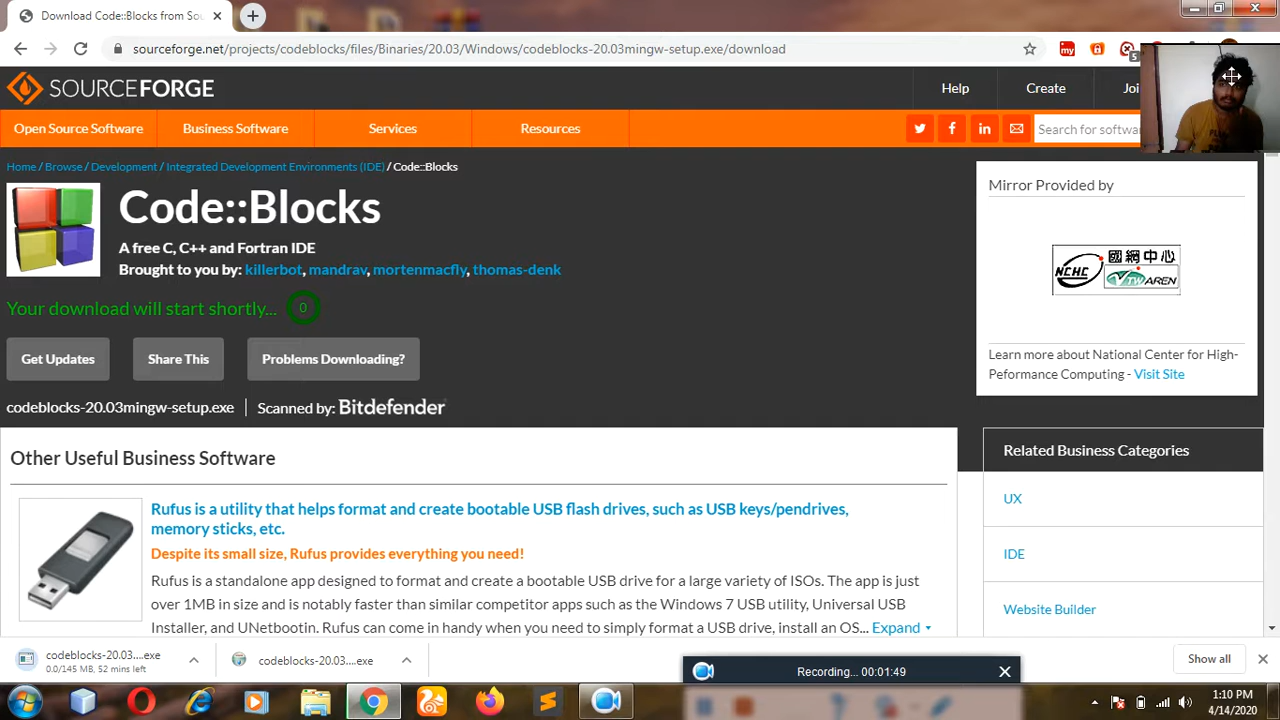 Download Code::Blocks from Sou
sourceforge.net/projects/codeblocks/files/Binaries/20.03/Windows/codeblocks-20.03mingw-setup.exe/download
my
5
SOURCEFORGE
Help
Create
Joi
Open Source Software
Business Software
Services
Resources
Search for softwa
Home / Browse / Development / Integrated Development Environments (IDE) / Code::Blocks
Code::Blocks
A free C, C++ and Fortran IDE
Brought to you by: killerbot, mandrav, mortenmacfly, thomas-denk
Your download will start shortly... 0
Get Updates
Share This
Problems Downloading?
codeblocks-20.03mingw-setup.exe
Scanned by: Bitdefender
Mirror Provided by
NCHC
國網中心
TWAREN
Learn more about National Center for High-
Peformance Computing - Visit Site
Other Useful Business Software
Rufus is a utility that helps format and create bootable USB flash drives, such as USB keys/pendrives,
memory sticks, etc.
Despite its small size, Rufus provides everything you need!
Rufus is a standalone app designed to format and create a bootable USB drive for a large variety of ISOs. The app is just
over 1MB in size and is notably faster than similar competitor apps such as the Windows 7 USB utility, Universal USB
Installer, and UNetbootin. Rufus can come in handy when you need to simply format a USB drive, install an OS... Expand
Related Business Categories
UX
IDE
Website Builder
codeblocks-20.03....exe
0.0/145 MB, 52 mins left
codeblocks-20.03....exe
Recording... 00:01:49
Show all
1:10 PM
4/14/2020